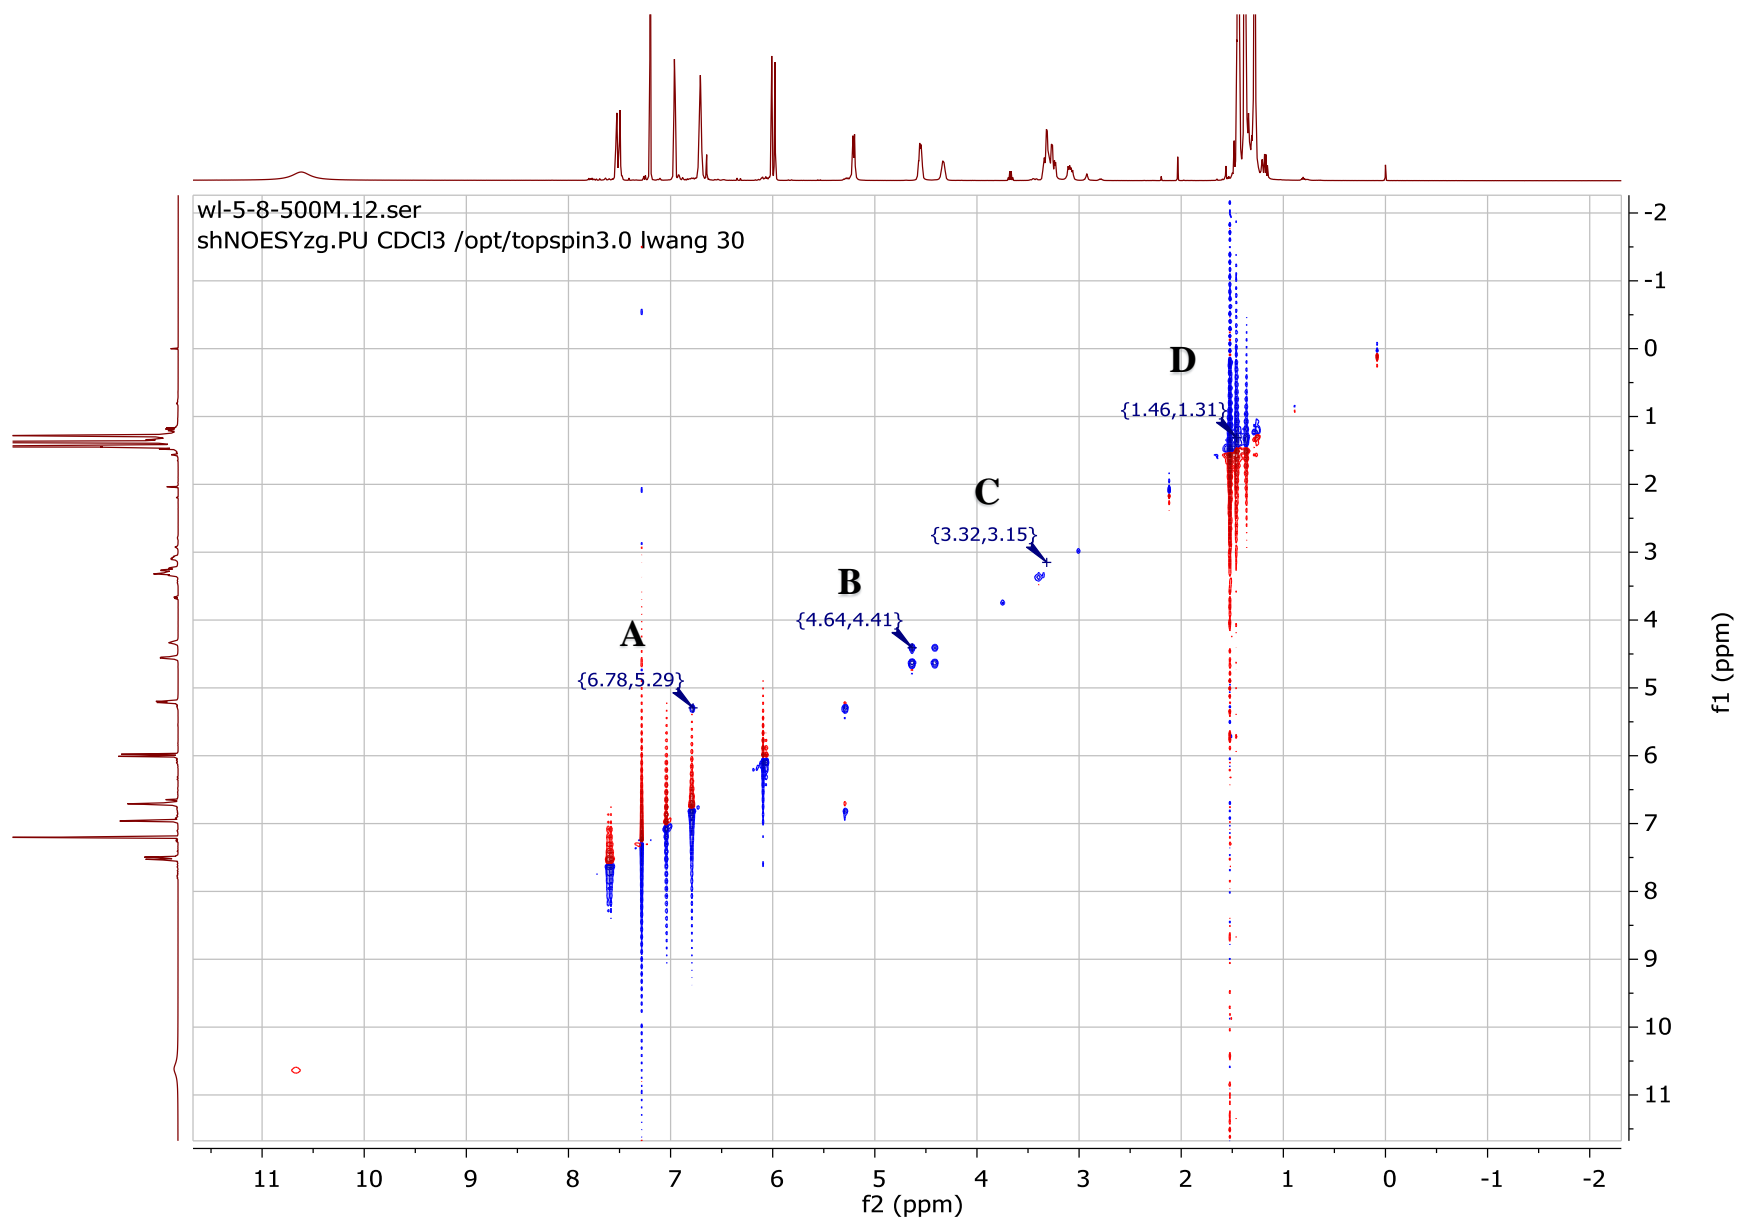 wl-5-8-500M.12.ser
shNOESYzg.PU CDCl3 /opt/topspin3.0 lwang 30
D
{1.46,1.31}
C
{3.32,3.15}
B
{4.64,4.41}
A
{6.78,5.29}
-2
-1
0
1
2
3
4
5
6
7
8
9
10
11
f1 (ppm)
11 10 9 8 7 6 5 4 3 2 1 0 -1 -2
f2 (ppm)